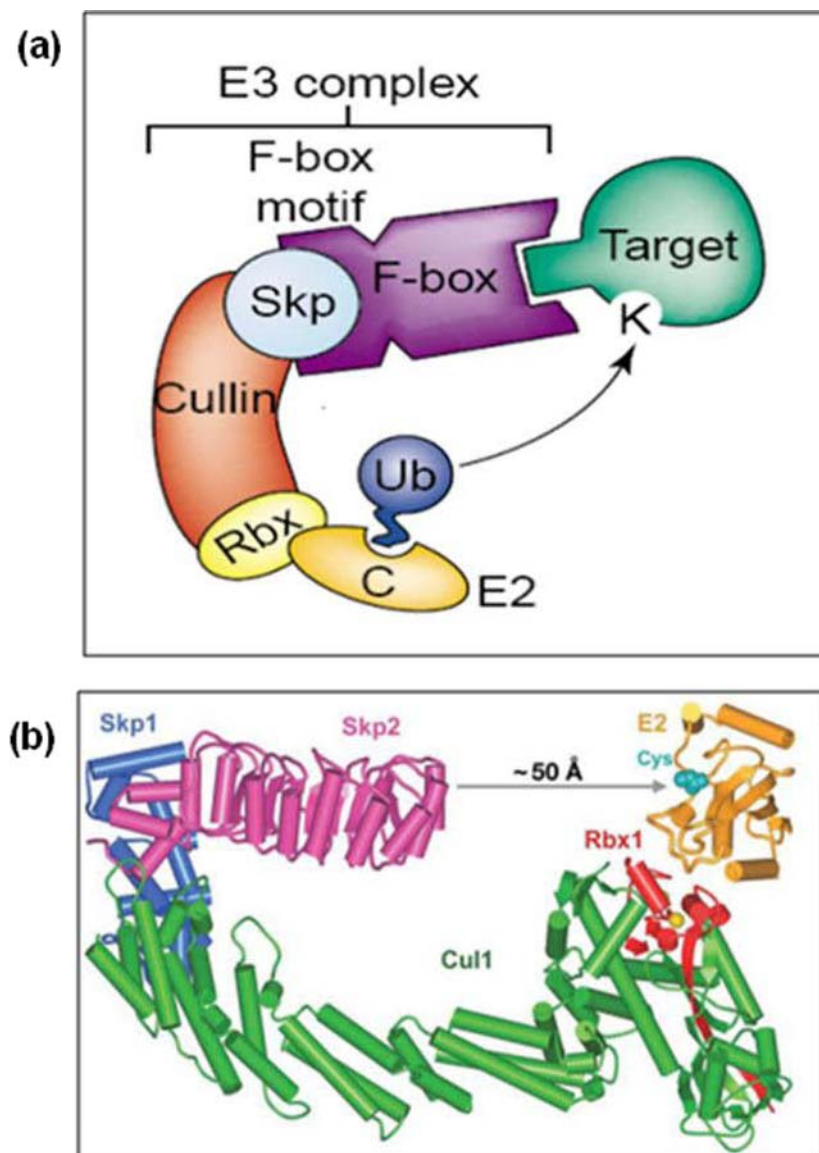 (a)
E3 complex
F-box
motif
Skp
F-box
Target
K
Cullin
Ub
Rbx
C
E2
(b)
Skp1
Skp2
E2
Cys
~50 Å
Rbx1
Cul1